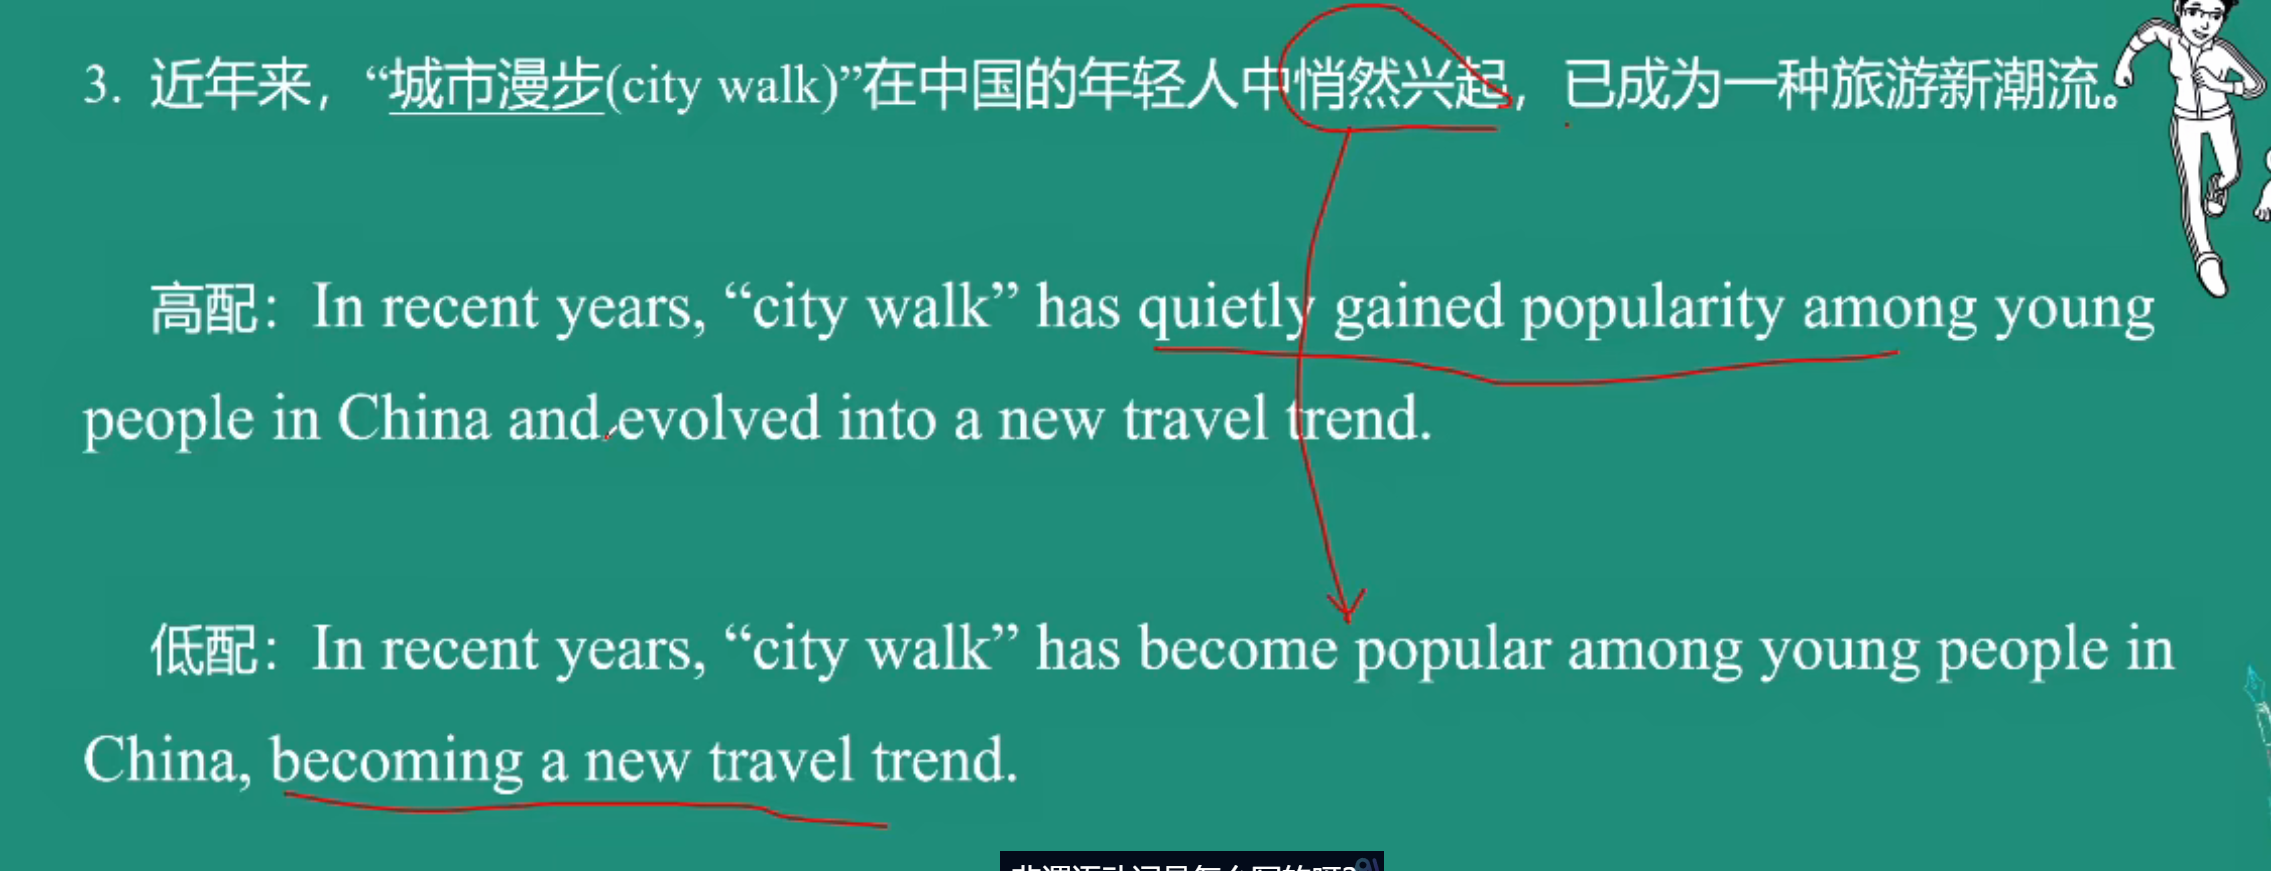 3. 近年来，“城市漫步(city walk)”在中国的年轻人中悄然兴起，已成为一种旅游新潮流。
高配：In recent years, “city walk” has quietly gained popularity among young
people in China and evolved into a new travel trend.
低配：In recent years, “city walk” has become popular among young people in
China, becoming a new travel trend.